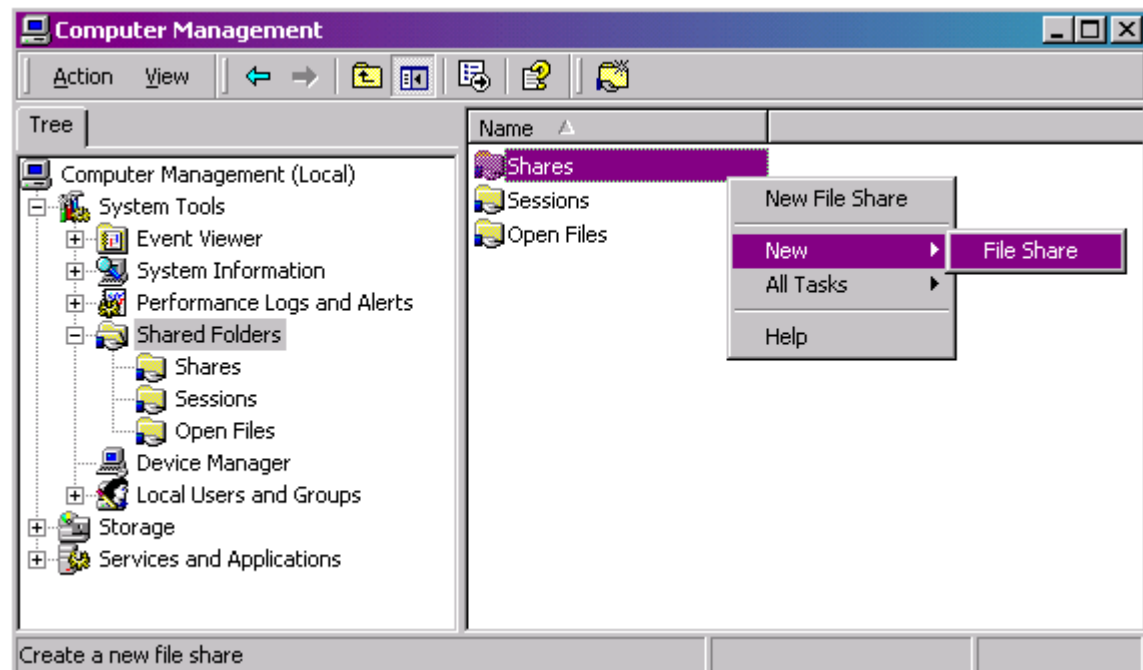 Computer Management
Action View
Tree
Name
Computer Management (Local)
System Tools
Event Viewer
System Information
Performance Logs and Alerts
Shared Folders
Shares
Sessions
Open Files
Device Manager
Local Users and Groups
Storage
Services and Applications
Shares
Sessions
Open Files
New File Share
New
File Share
All Tasks
Help
Create a new file share